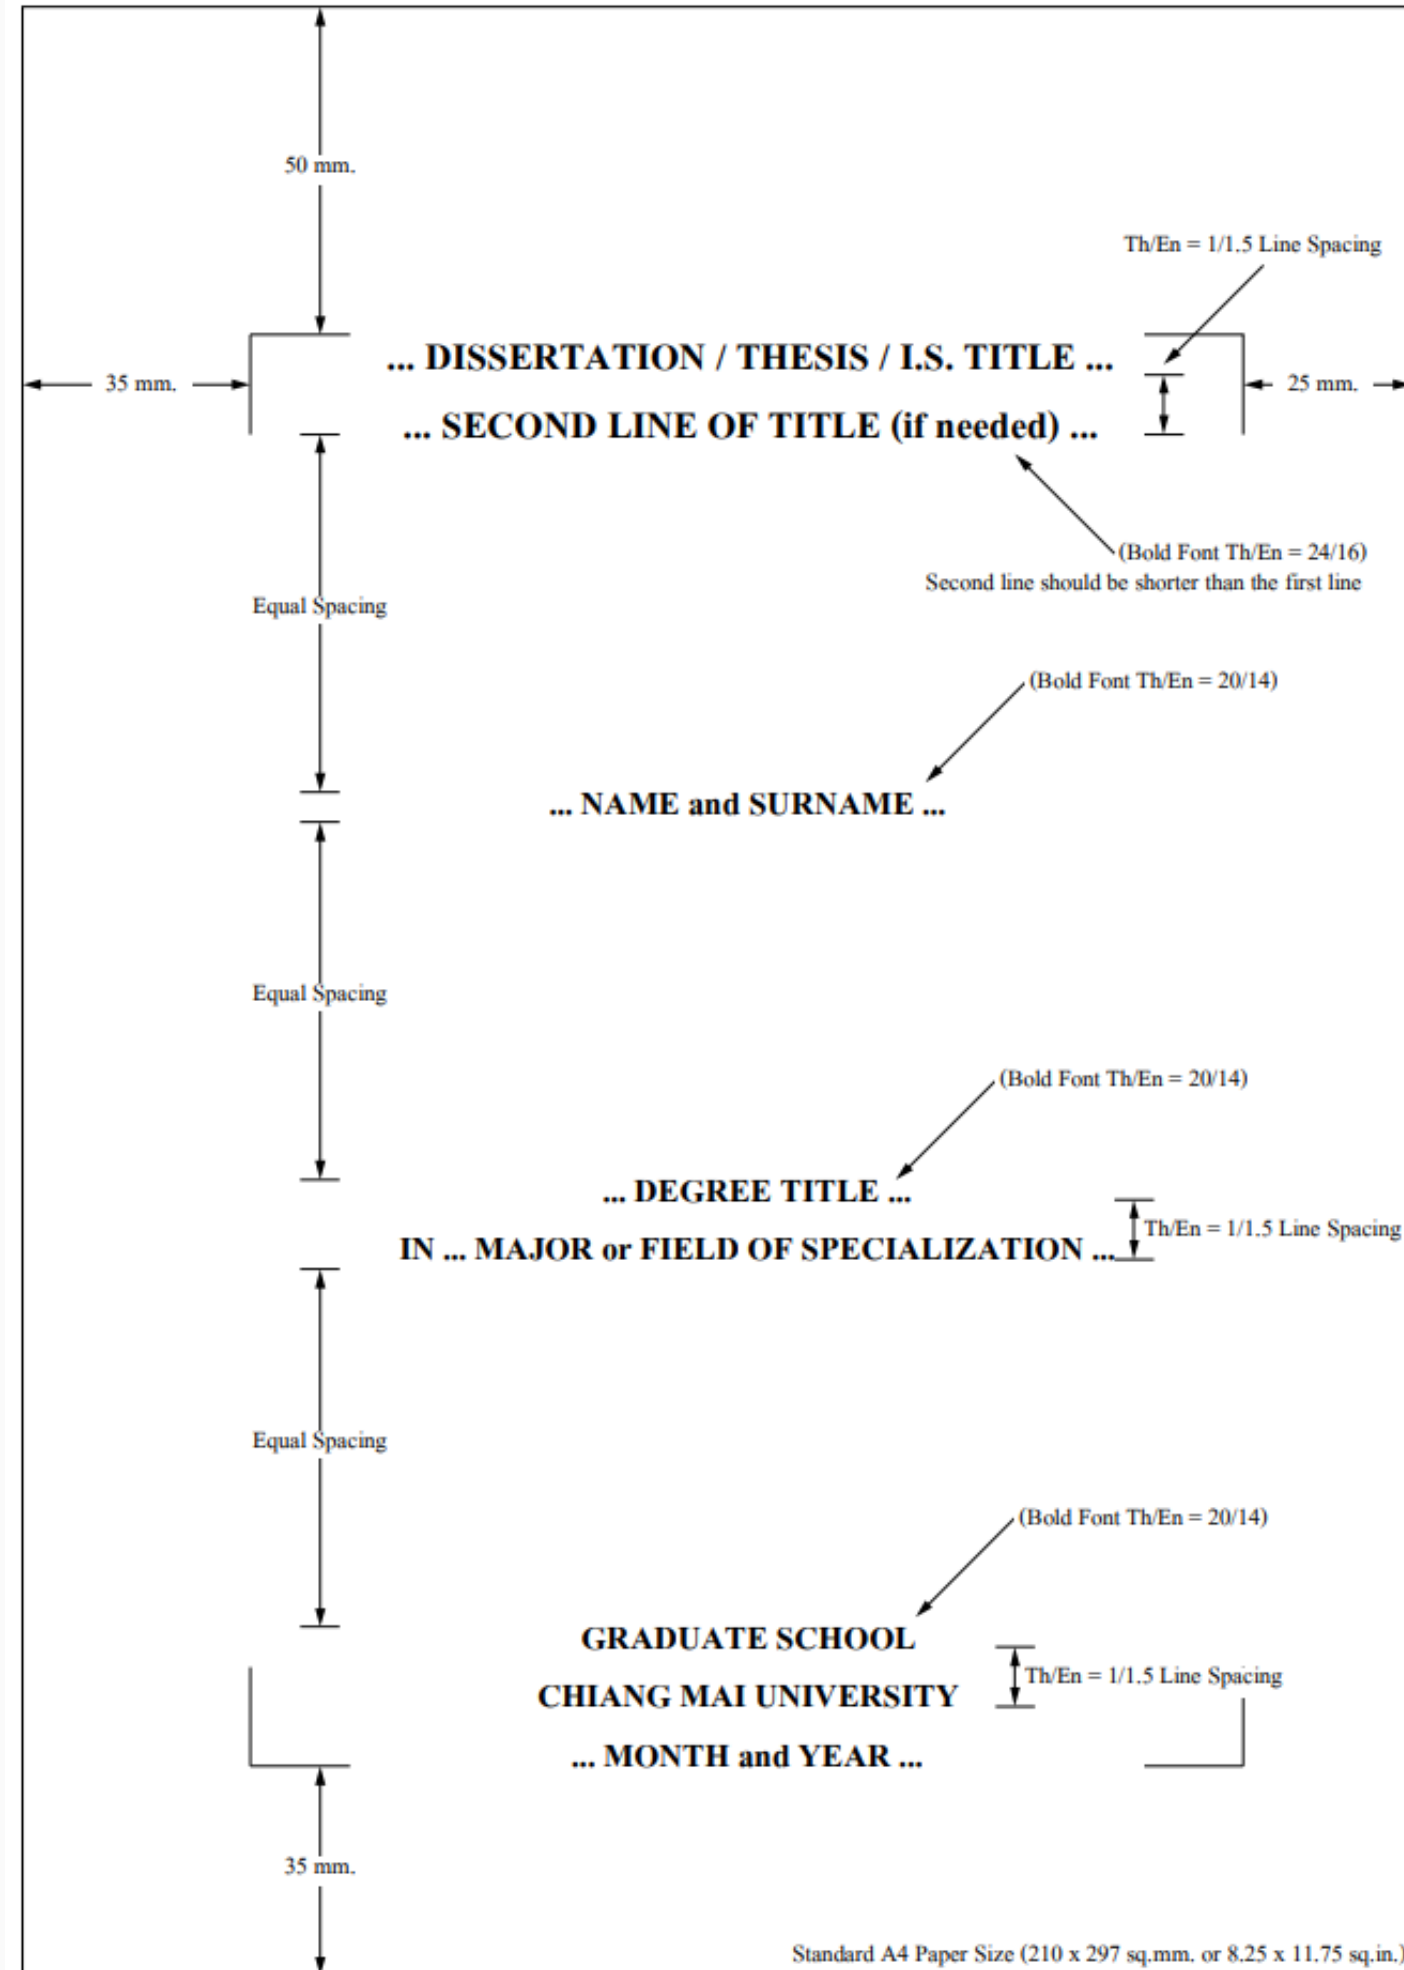 50 mm.
Th/En = 1/1.5 Line Spacing
... DISSERTATION / THESIS / I.S. TITLE ...
35 mm.
25 mm.
... SECOND LINE OF TITLE (if needed) ...
(Bold Font Th/En = 24/16)
Second line should be shorter than the first line
Equal Spacing
(Bold Font Th/En = 20/14)
... NAME and SURNAME ...
Equal Spacing
(Bold Font Th/En = 20/14)
... DEGREE TITLE ...
Th/En = 1/1.5 Line Spacing
IN ... MAJOR or FIELD OF SPECIALIZATION ...
Equal Spacing
(Bold Font Th/En = 20/14)
GRADUATE SCHOOL
Th/En = 1/1.5 Line Spacing
CHIANG MAI UNIVERSITY
... MONTH and YEAR ...
35 mm.
Standard A4 Paper Size (210 x 297 sq.mm. or 8.25 x 11.75 sq.in.)